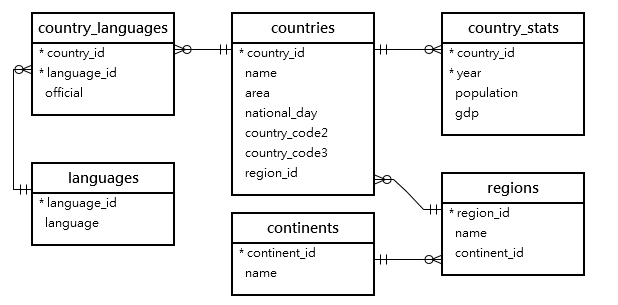 country_languages
* country_id
* language_id
official
countries
* country_id
name
area
national_day
country_code2
country_code3
region_id
country_stats
* country_id
* year
population
gdp
languages
* language_id
language
continents
* continent_id
name
regions
* region_id
name
continent_id